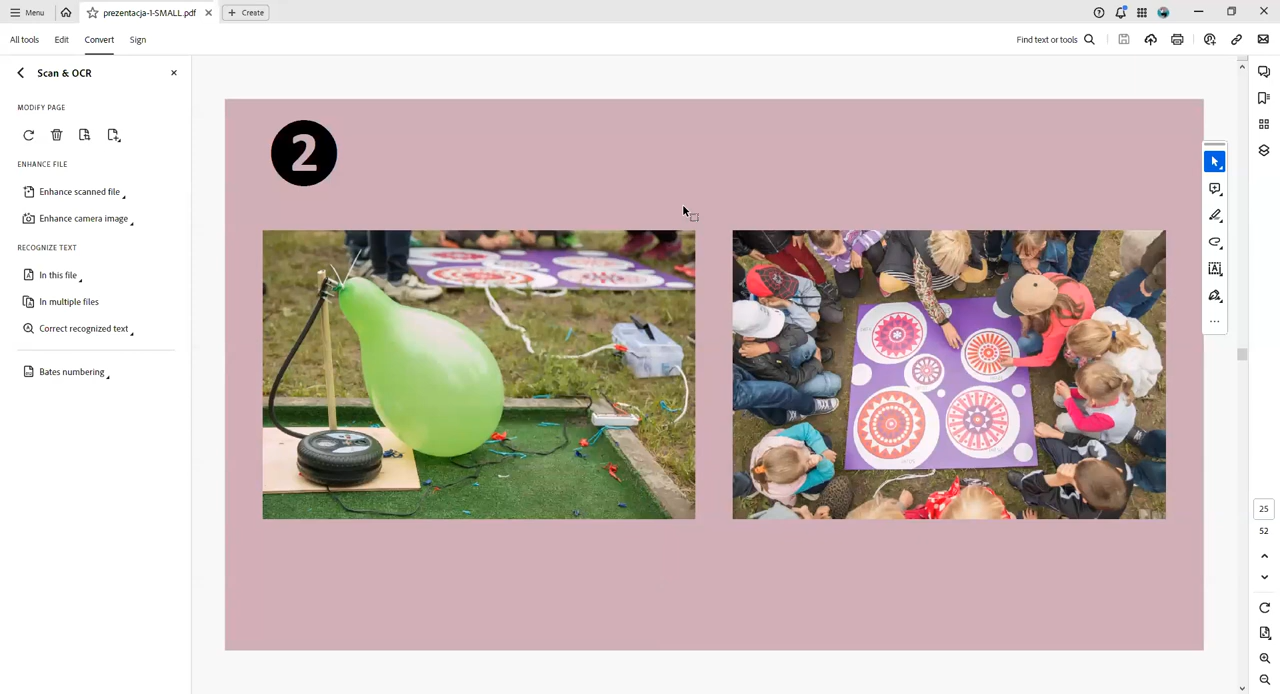 Menu
prezentacja-1-SMALL.pdf
Create
All tools
Edit
Convert
Sign
Find text or tools
Scan & OCR
MODIFY PAGE
ENHANCE FILE
Enhance scanned file
Enhance camera image
RECOGNIZE TEXT
In this file
In multiple files
Correct recognized text
Bates numbering
2
25
52